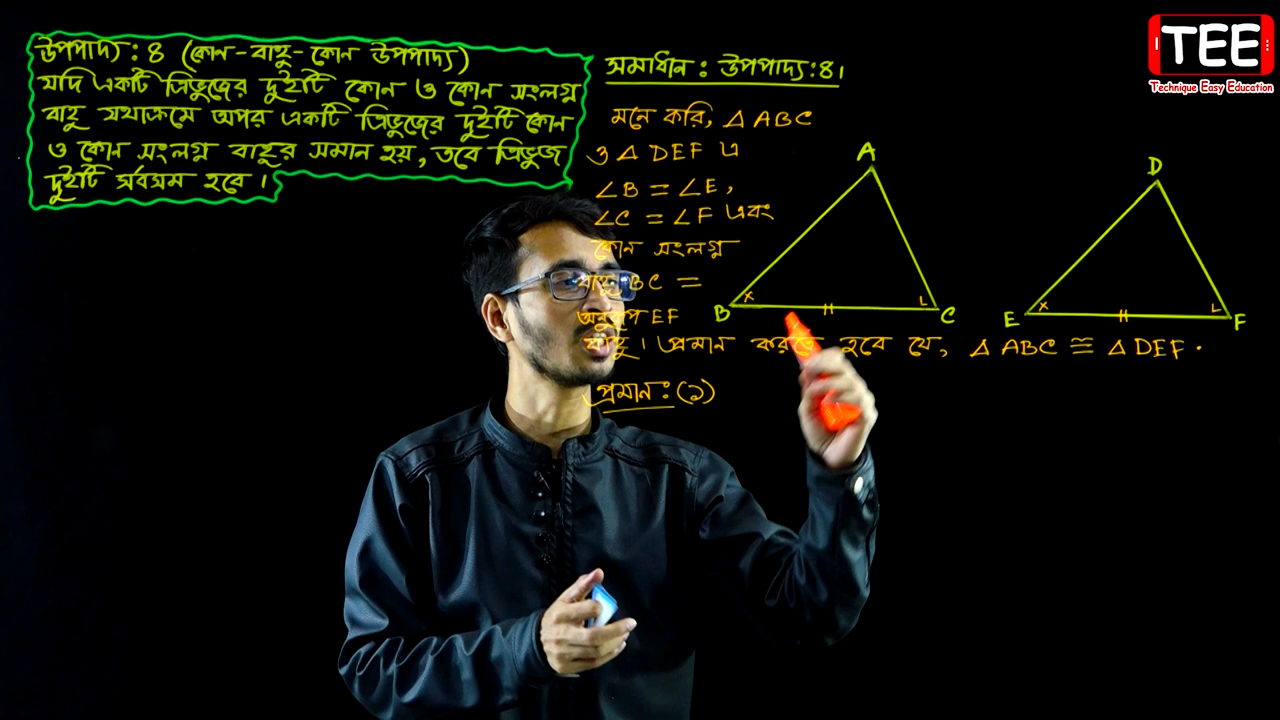 উপপাদ্য: ৪ (কোন-বাহু-কোন উপপাদ্য)
যদি একটি ত্রিভুজের দুইটি কোন ও কোন সংলগ্ন
বাহু যথাক্রমে অপর একটি ত্রিভুজের দুইটি কোন
ও কোন সংলগ্ন বাহুর সমান হয়, তবে ত্রিভুজ
দুইটি সর্বসম হবে।
সমাধান: উপপাদ্য:৪।
মনে করি, △ ABC
ও △ DEF এ
∠B = ∠E,
∠C = ∠F এবং
কোন সংলগ্ন
বাহু BC =
অনুরূপ EF
বাহু। প্রমান করতে হবে যে, △ ABC ≅ △ DEF.
প্রমান: (১)
A
B
C
x
L
D
E
F
x
L
TEE
Technique Easy Education